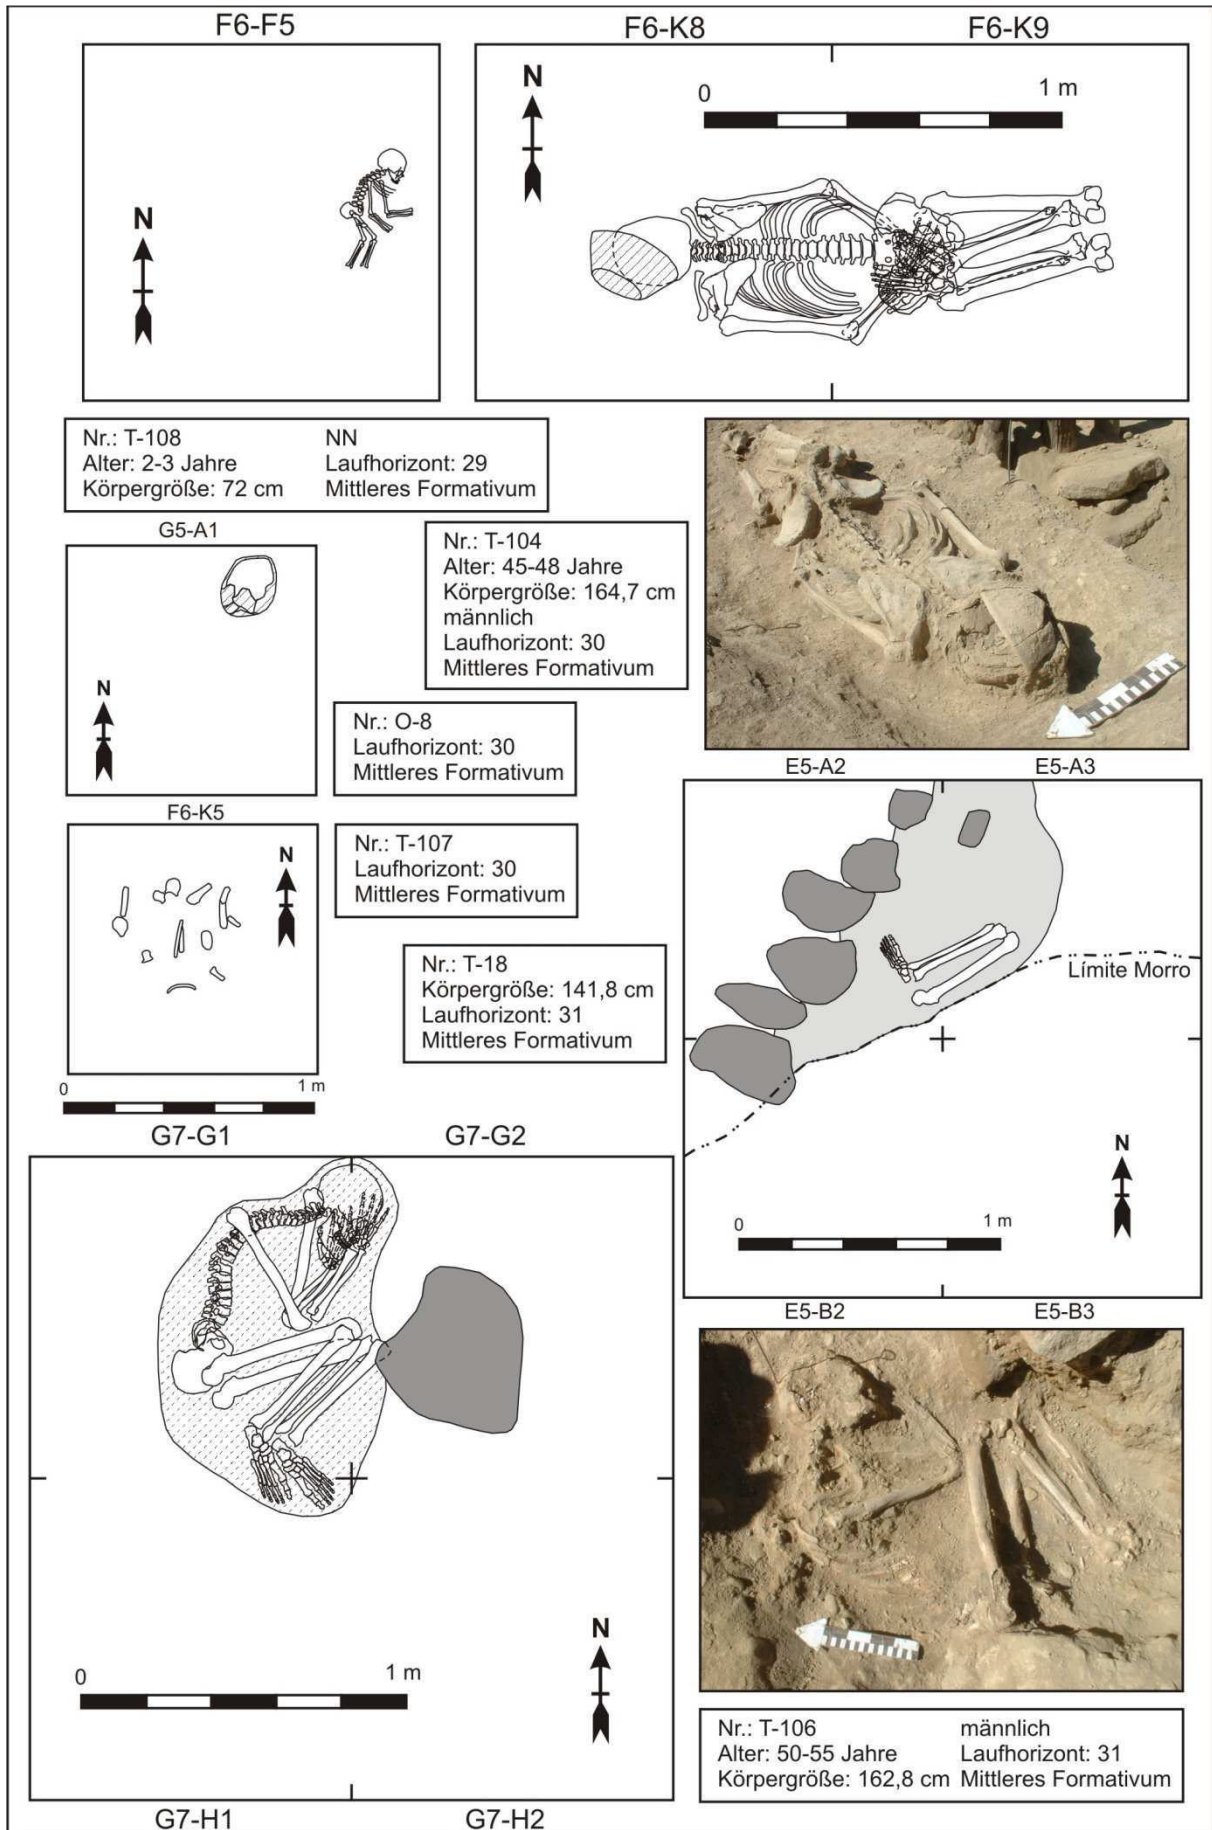 F6-F5
F6-K8 F6-K9
N
N
0 1 m
Nr.: T-108 NN
Alter: 2-3 Jahre Laufhorizont: 29
Körpergröße: 72 cm Mittleres Formativum
G5-A1
N
Nr.: T-104
Alter: 45-48 Jahre
Körpergröße: 164,7 cm
männlich
Laufhorizont: 30
Mittleres Formativum
Nr.: O-8
Laufhorizont: 30
Mittleres Formativum
F6-K5
N
0 1 m
Nr.: T-107
Laufhorizont: 30
Mittleres Formativum
Nr.: T-18
Körpergröße: 141,8 cm
Laufhorizont: 31
Mittleres Formativum
E5-A2 E5-A3
Límite Morro
N
0 1 m
E5-B2 E5-B3
G7-G1 G7-G2
N
0 1 m
G7-H1 G7-H2
Nr.: T-106 männlich
Alter: 50-55 Jahre Laufhorizont: 31
Körpergröße: 162,8 cm Mittleres Formativum